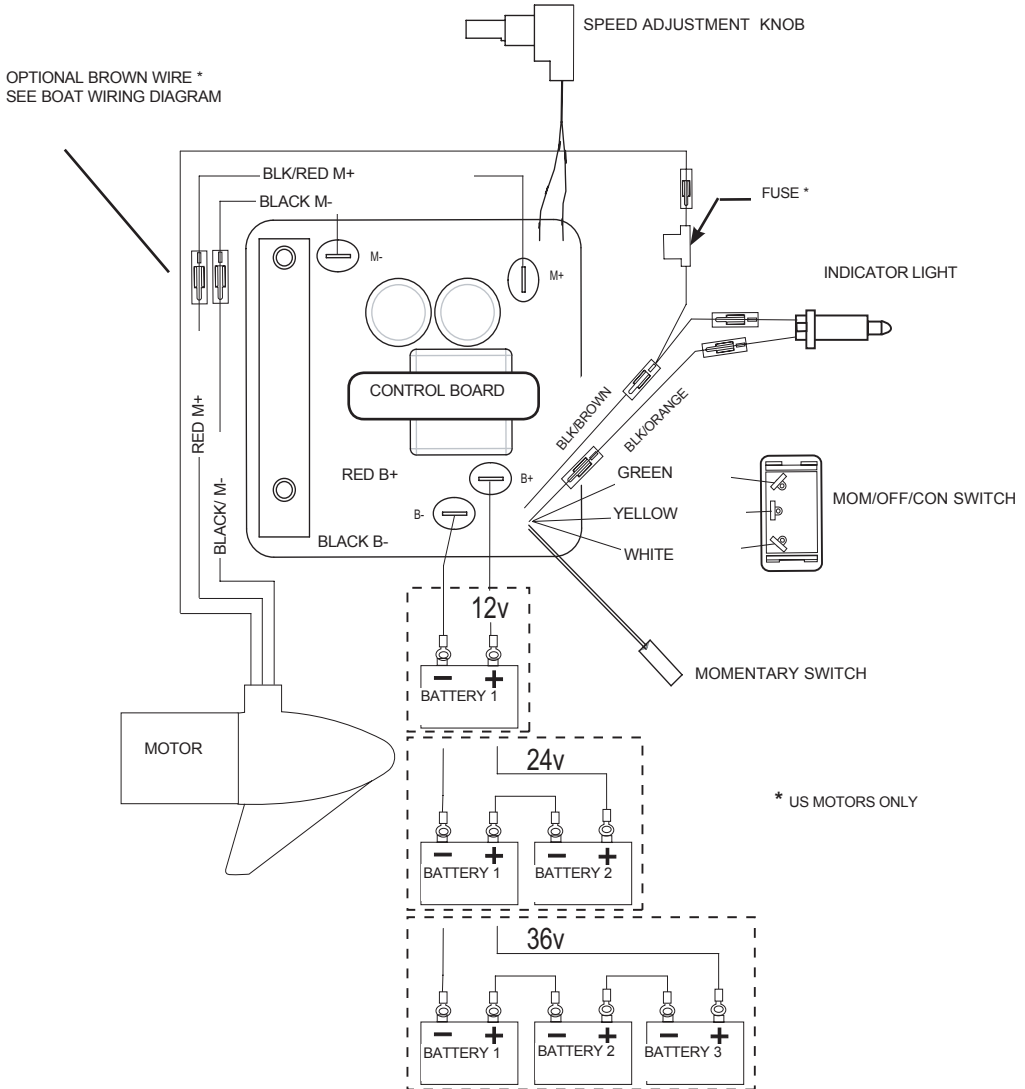 SPEED ADJUSTMENT KNOB
OPTIONAL BROWN WIRE *
SEE BOAT WIRING DIAGRAM
BLK/RED M+
BLACK M-
FUSE *
M-
M+
INDICATOR LIGHT
CONTROL BOARD
BLK/BROWN
BLK/ORANGE
RED M+
BLACK/ M-
RED B+
B+
B-
BLACK B-
GREEN
YELLOW
WHITE
MOM/OFF/CON SWITCH
MOMENTARY SWITCH
12v
- +
BATTERY 1
MOTOR
24v
- + - +
BATTERY 1 BATTERY 2
* US MOTORS ONLY
36v
- + - + - +
BATTERY 1 BATTERY 2 BATTERY 3